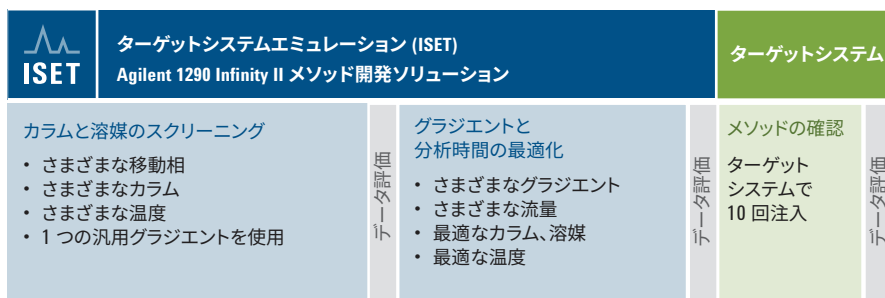 ISET
ターゲットシステムエミュレーション (ISET)
Agilent 1290 Infinity II メソッド開発ソリューション
ターゲットシステム
カラムと溶媒のスクリーニング
• さまざまな移動相
• さまざまなカラム
• さまざまな温度
• 1 つの汎用グラジエントを使用
データ評価
グラジエントと
分析時間の最適化
• さまざまなグラジエント
• さまざまな流量
• 最適なカラム、溶媒
• 最適な温度
データ評価
メソッドの確認
ターゲット
システムで
10 回注入
データ評価